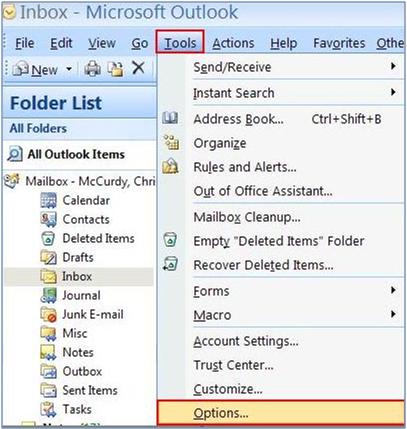 Inbox - Microsoft Outlook
File Edit View Go Tools Actions Help Favorites Othe
New
Folder List
All Folders
All Outlook Items
Mailbox - McCurdy, Chri
Calendar
Contacts
Deleted Items
Drafts
Inbox
Journal
Junk E-mail
Misc
Notes
Outbox
Sent Items
Tasks
Send/Receive
Instant Search
Address Book... Ctrl+Shift+B
Organize
Rules and Alerts...
Out of Office Assistant...
Mailbox Cleanup...
Empty "Deleted Items" Folder
Recover Deleted Items...
Forms
Macro
Account Settings...
Trust Center...
Customize...
Options...